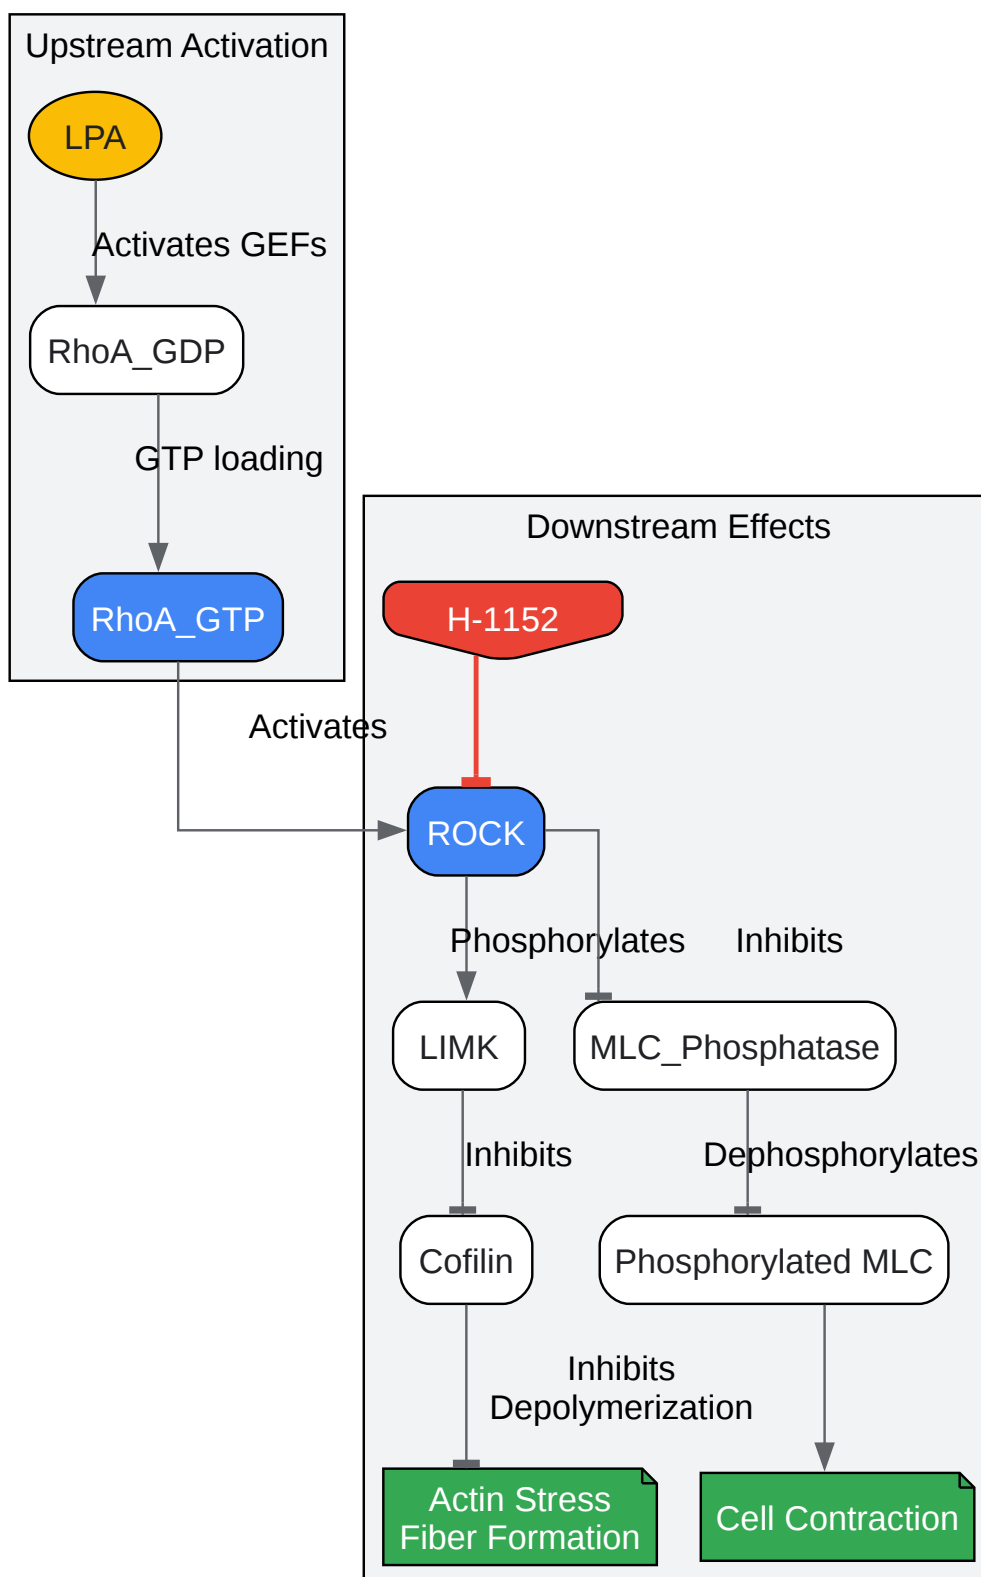 Upstream Activation
LPA
Activates GEFs
RhoA_GDP
GTP loading
RhoA_GTP
Activates
Downstream Effects
H-1152
ROCK
Phosphorylates
Inhibits
LIMK
MLC_Phosphatase
Inhibits
Dephosphorylates
Cofilin
Phosphorylated MLC
Inhibits
Depolymerization
Actin Stress
Fiber Formation
Cell Contraction